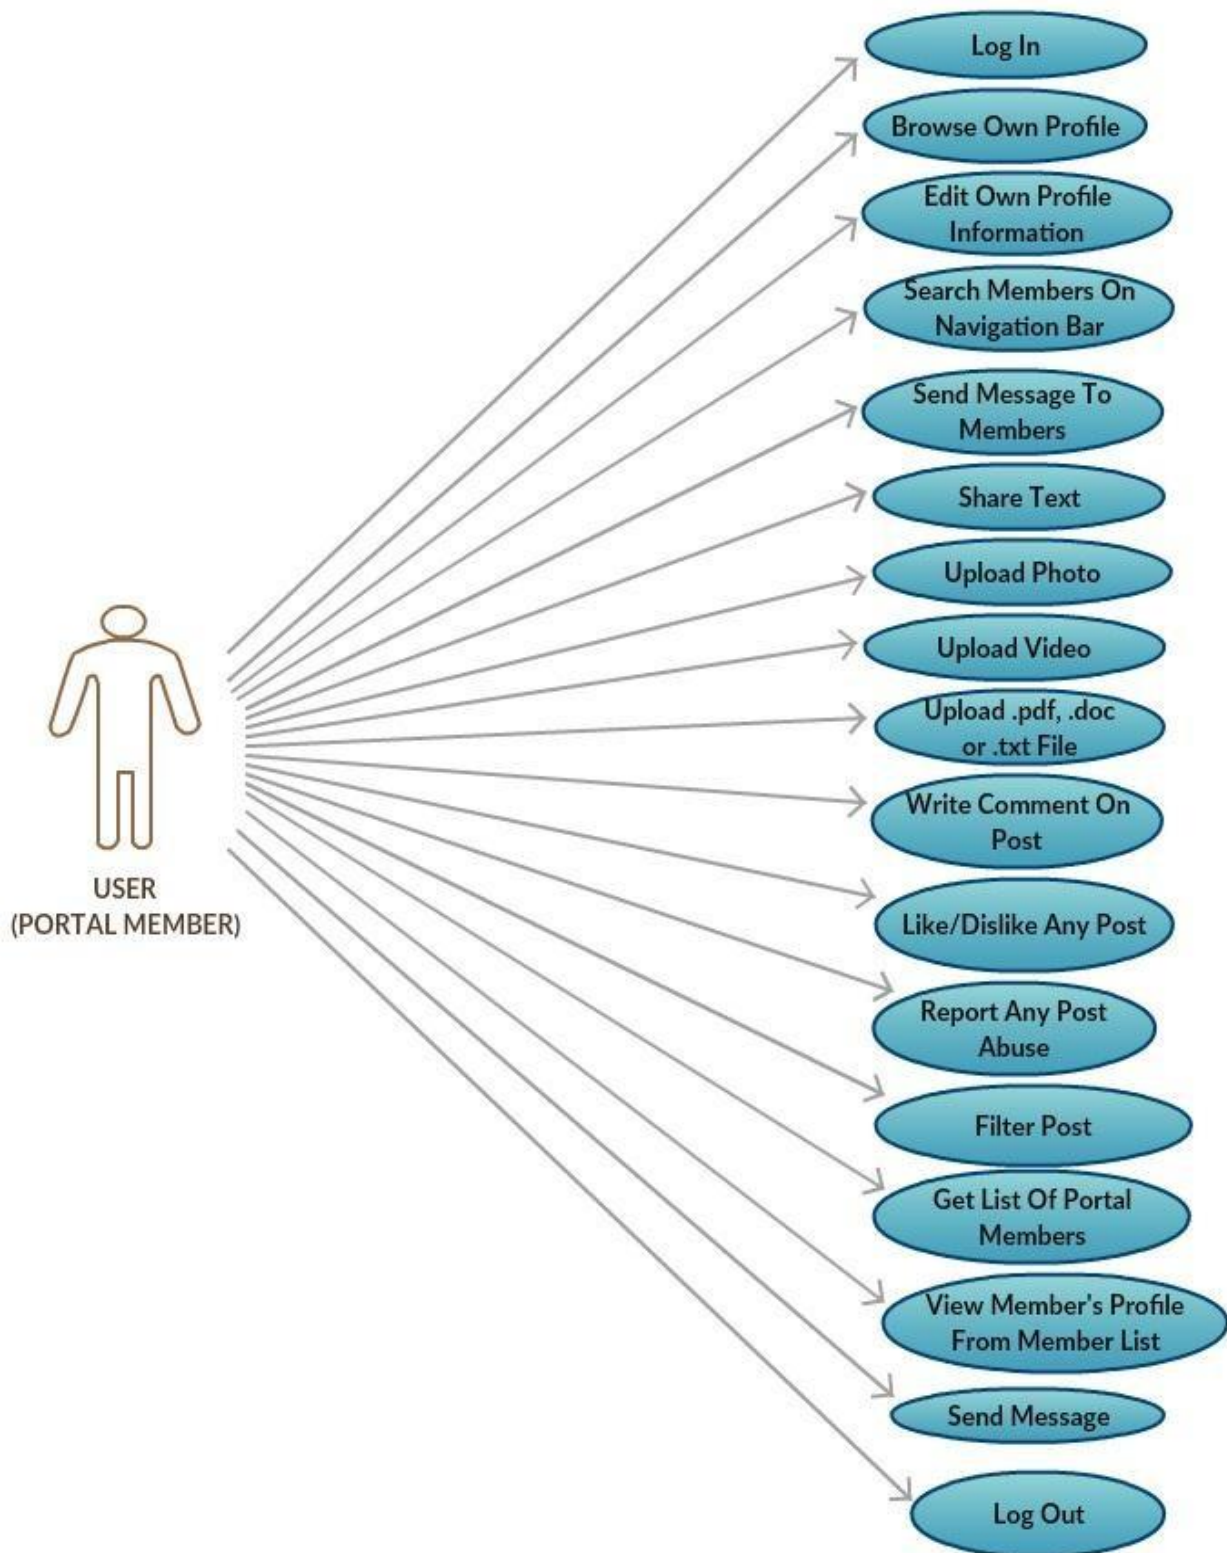 Log In
Browse Own Profile
Edit Own Profile
Information
Search Members On
Navigation Bar
Send Message To
Members
Share Text
Upload Photo
Upload Video
Upload .pdf, .doc
or .txt File
Write Comment On
Post
Like/Dislike Any Post
Report Any Post
Abuse
Filter Post
Get List Of Portal
Members
View Member's Profile
From Member List
Send Message
Log Out
USER
(PORTAL MEMBER)